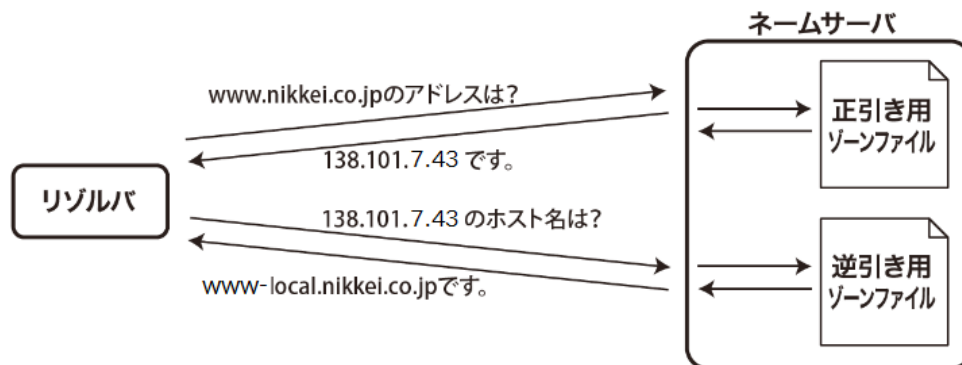 ネームサーバ
www.nikkei.co.jpのアドレスは?
正引き用
ゾーンファイル
138.101.7.43 です。
リゾルバ
138.101.7.43 のホスト名は?
逆引き用
ゾーンファイル
www-local.nikkei.co.jpです。